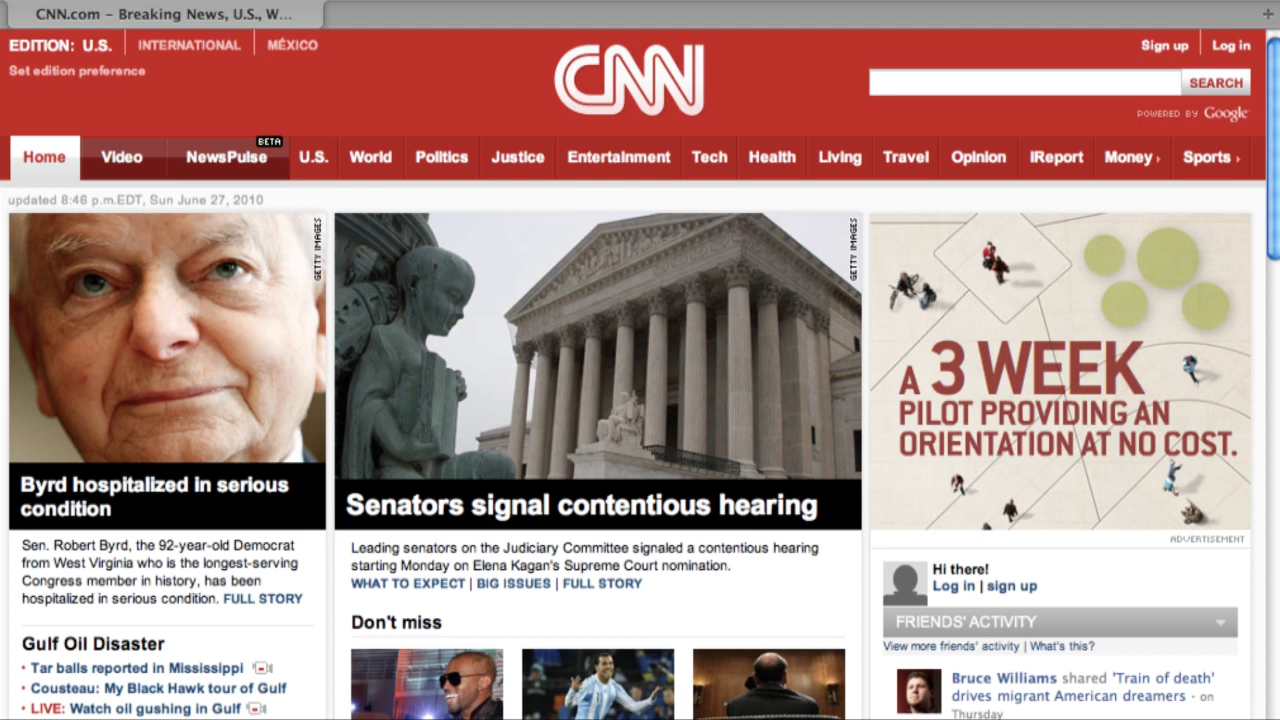 CNN.com – Breaking News, U.S., W...
EDITION: U.S.
INTERNATIONAL
MÉXICO
Set edition preference
CNN
Sign up
Log in
SEARCH
POWERED BY Google
Home
Video
NewsPulse
BETA
U.S.
World
Politics
Justice
Entertainment
Tech
Health
Living
Travel
Opinion
iReport
Money
Sports
updated 8:46 p.m.EDT, Sun June 27, 2010
GETTY IMAGES
Byrd hospitalized in serious
condition
Sen. Robert Byrd, the 92-year-old Democrat
from West Virginia who is the longest-serving
Congress member in history, has been
hospitalized in serious condition. FULL STORY
Gulf Oil Disaster
Tar balls reported in Mississippi
Cousteau: My Black Hawk tour of Gulf
LIVE: Watch oil gushing in Gulf
GETTY IMAGES
Senators signal contentious hearing
Leading senators on the Judiciary Committee signaled a contentious hearing
starting Monday on Elena Kagan's Supreme Court nomination.
WHAT TO EXPECT | BIG ISSUES | FULL STORY
Don't miss
A 3 WEEK
PILOT PROVIDING AN
ORIENTATION AT NO COST.
ADVERTISEMENT
Hi there!
Log in | sign up
FRIENDS' ACTIVITY
View more friends' activity | What's this?
Bruce Williams shared 'Train of death'
drives migrant American dreamers · on
Thursday